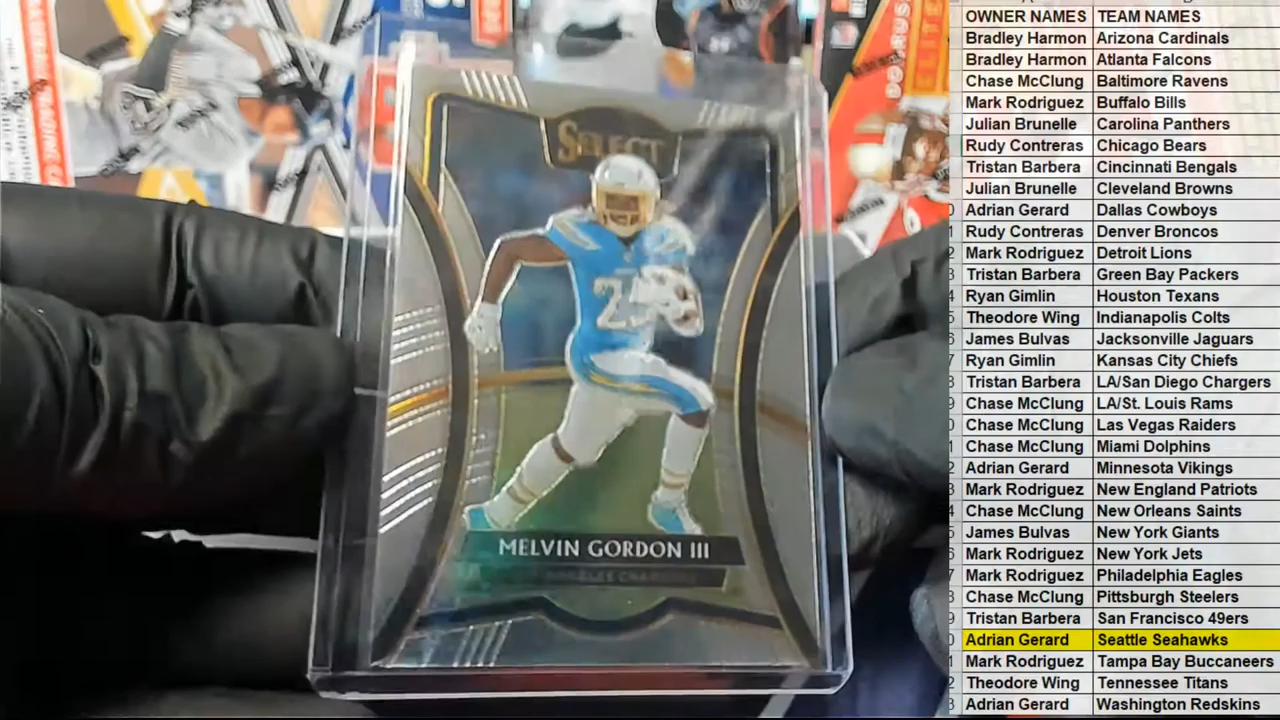 SELECT
25
MELVIN GORDON III
OWNER NAMES TEAM NAMES
Bradley Harmon Arizona Cardinals
Bradley Harmon Atlanta Falcons
Chase McClung Baltimore Ravens
Mark Rodriguez Buffalo Bills
Julian Brunelle Carolina Panthers
Rudy Contreras Chicago Bears
Tristan Barbera Cincinnati Bengals
Julian Brunelle Cleveland Browns
Adrian Gerard Dallas Cowboys
Rudy Contreras Denver Broncos
Mark Rodriguez Detroit Lions
Tristan Barbera Green Bay Packers
Ryan Gimlin Houston Texans
Theodore Wing Indianapolis Colts
James Bulvas Jacksonville Jaguars
Ryan Gimlin Kansas City Chiefs
Tristan Barbera LA/San Diego Chargers
Chase McClung LA/St. Louis Rams
Chase McClung Las Vegas Raiders
Chase McClung Miami Dolphins
Adrian Gerard Minnesota Vikings
Mark Rodriguez New England Patriots
Chase McClung New Orleans Saints
James Bulvas New York Giants
Mark Rodriguez New York Jets
Mark Rodriguez Philadelphia Eagles
Chase McClung Pittsburgh Steelers
Tristan Barbera San Francisco 49ers
Adrian Gerard Seattle Seahawks
Mark Rodriguez Tampa Bay Buccaneers
Theodore Wing Tennessee Titans
Adrian Gerard Washington Redskins